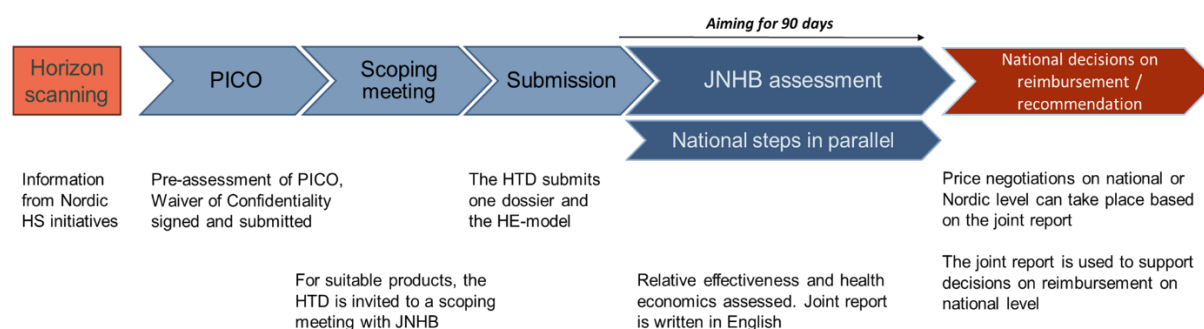 Aiming for 90 days
Horizon
scanning
PICO
Scoping
meeting
Submission
JNHB assessment
National decisions on
reimbursement /
recommendation
National steps in parallel
Information
from Nordic
HS initiatives
Pre-assessment of PICO,
Waiver of Confidentiality
signed and submitted
The HTD submits
one dossier and
the HE-model
Price negotiations on national or
Nordic level can take place based
on the joint report
For suitable products, the
HTD is invited to a scoping
meeting with JNHB
Relative effectiveness and health
economics assessed. Joint report
is written in English
The joint report is used to support
decisions on reimbursement on
national level